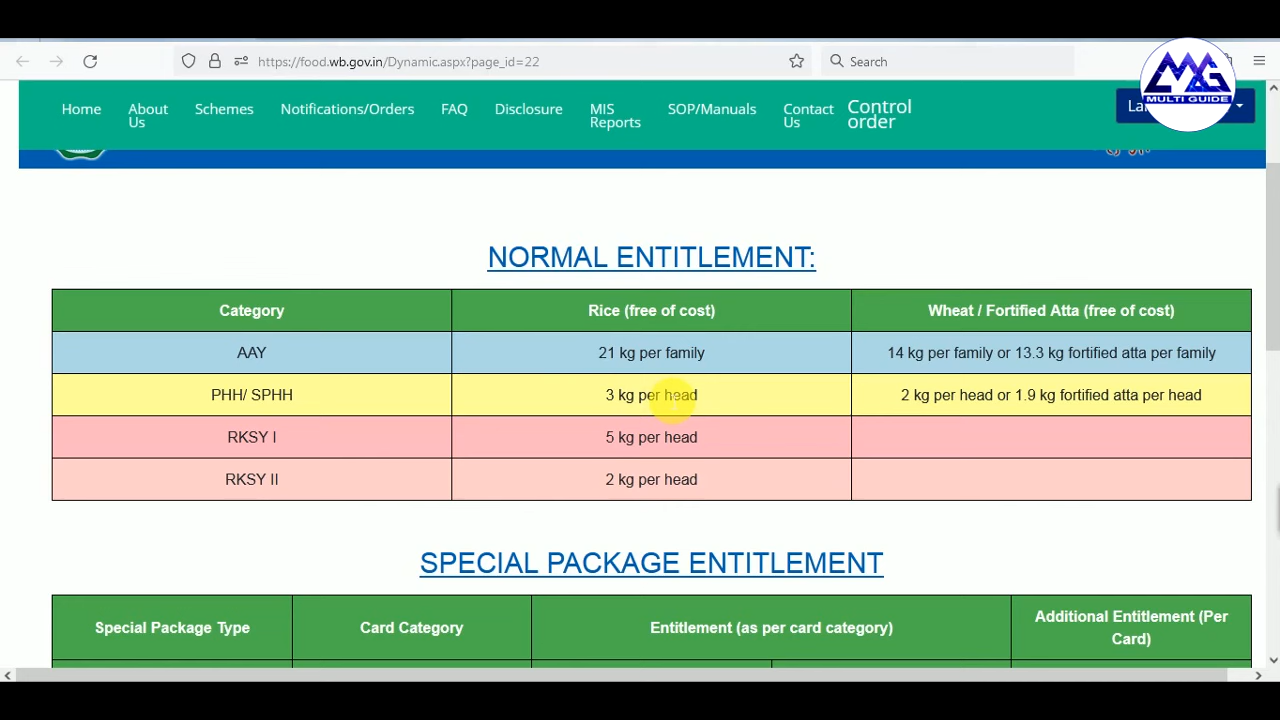 https://food.wb.gov.in/Dynamic.aspx?page_id=22
Search
MULTI GUIDE
Home
About Us
Schemes
Notifications/Orders
FAQ
Disclosure
MIS Reports
SOP/Manuals
Contact Us
Control order
NORMAL ENTITLEMENT:
Category Rice (free of cost) Wheat / Fortified Atta (free of cost)
AAY 21 kg per family 14 kg per family or 13.3 kg fortified atta per family
PHH/ SPHH 3 kg per head 2 kg per head or 1.9 kg fortified atta per head
RKSY I 5 kg per head
RKSY II 2 kg per head
SPECIAL PACKAGE ENTITLEMENT
Special Package Type Card Category Entitlement (as per card category) Additional Entitlement (Per Card)